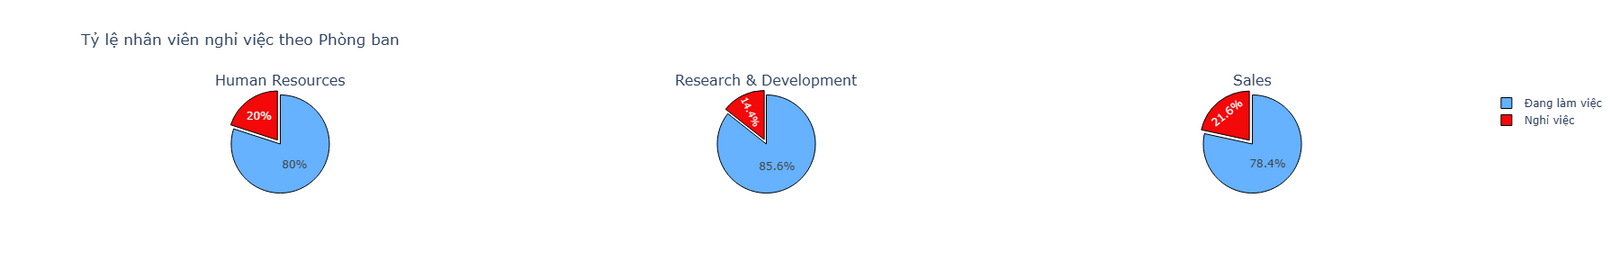 Tỷ lệ nhân viên nghỉ việc theo Phòng ban
Human Resources
20%
80%
Research & Development
14.4%
85.6%
Sales
21.6%
78.4%
Đang làm việc
Nghỉ việc